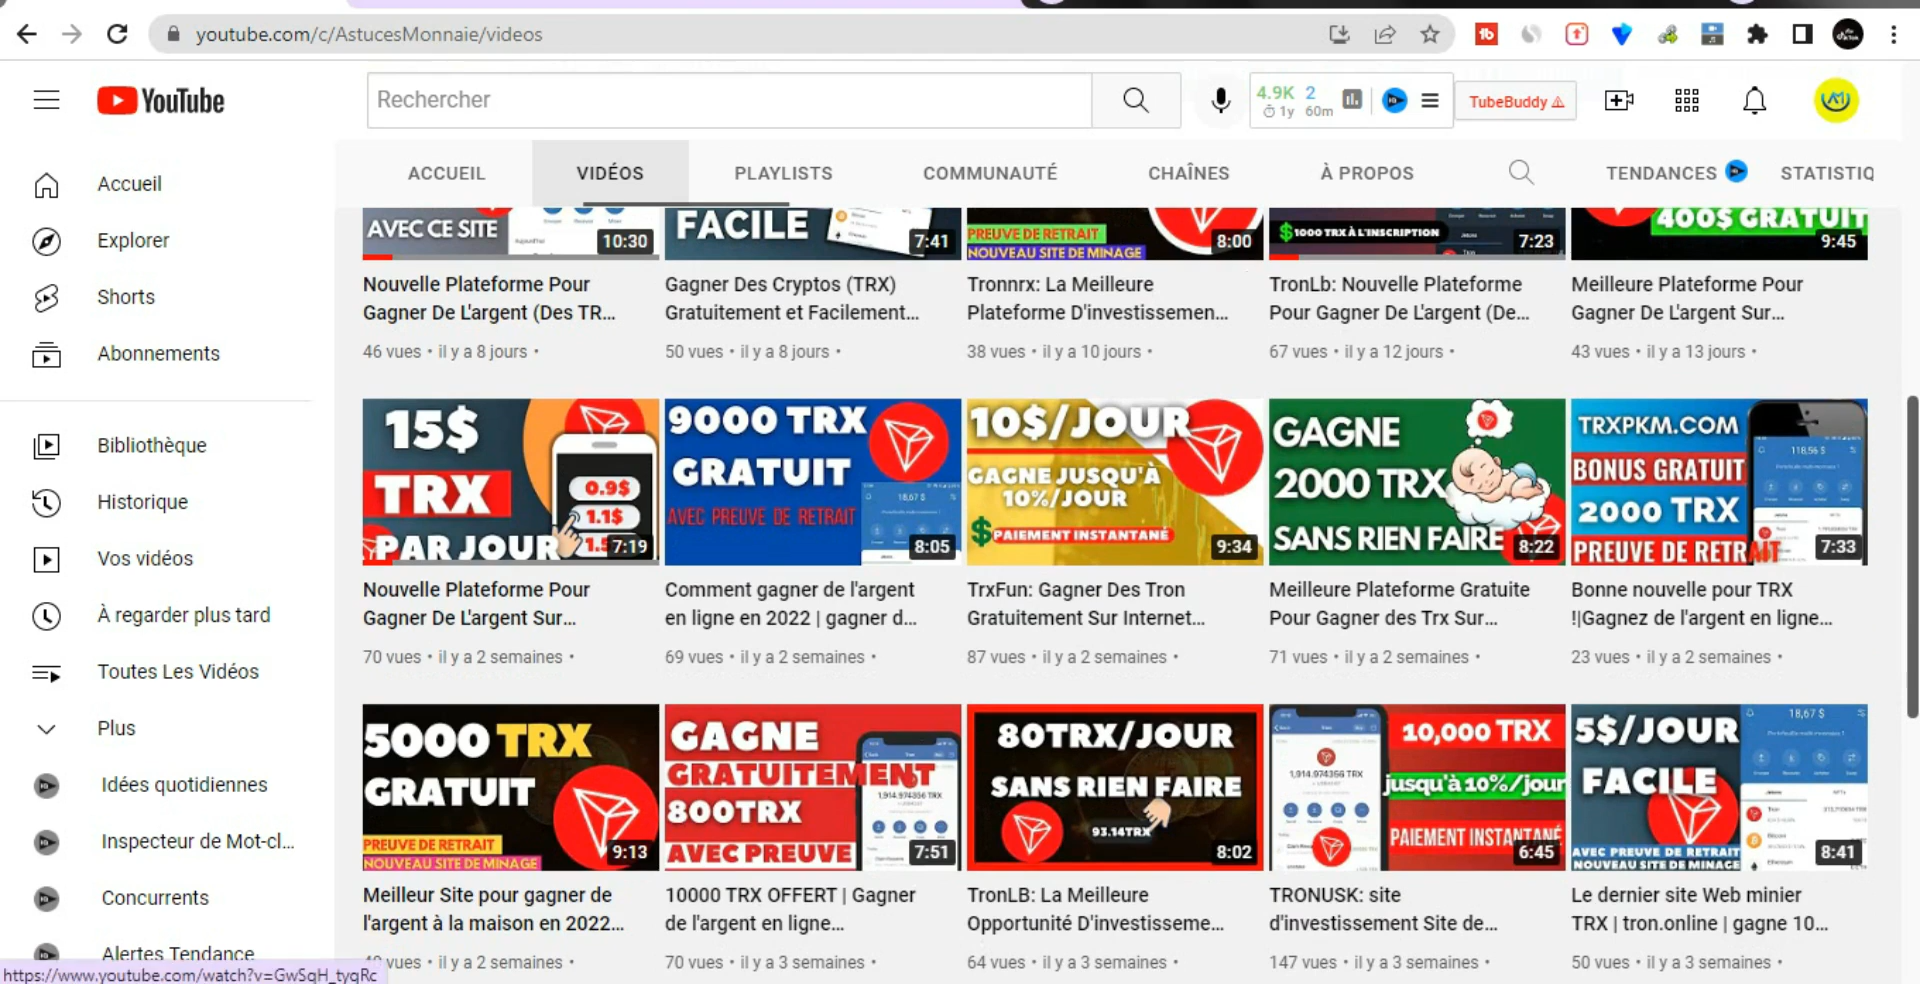 youtube.com/c/AstucesMonnaie/videos
YouTube
Rechercher
4.9K 2
1y 60m
TubeBuddy
ACCUEIL
VIDÉOS
PLAYLISTS
COMMUNAUTÉ
CHAÎNES
À PROPOS
TENDANCES
STATISTIQ
Accueil
Explorer
Shorts
Abonnements
Bibliothèque
Historique
Vos vidéos
À regarder plus tard
Toutes Les Vidéos
Plus
Idées quotidiennes
Inspecteur de Mot-cl...
Concurrents
Alertes Tendance
https://www.youtube.com/watch?v=GwSqH_tyqRc
AVEC CE SITE
10:30
Nouvelle Plateforme Pour
Gagner De L'argent (Des TR...
46 vues • il y a 8 jours •
FACILE
7:41
Gagner Des Cryptos (TRX)
Gratuitement et Facilement...
50 vues • il y a 8 jours •
PREUVE DE RETRAIT
NOUVEAU SITE DE MINAGE
8:00
Tronnrx: La Meilleure
Plateforme D'investissemen...
38 vues • il y a 10 jours •
$1000 TRX À L'INSCRIPTION
7:23
TronLb: Nouvelle Plateforme
Pour Gagner De L'argent (De...
67 vues • il y a 12 jours •
400$ GRATUIT
9:45
Meilleure Plateforme Pour
Gagner De L'argent Sur...
43 vues • il y a 13 jours •
15$
TRX
PAR JOUR
0.9$
1.1$
7:19
Nouvelle Plateforme Pour
Gagner De L'argent Sur...
70 vues • il y a 2 semaines •
9000 TRX
GRATUIT
AVEC PREUVE DE RETRAIT
18,67 $
8:05
Comment gagner de l'argent
en ligne en 2022 | gagner d...
69 vues • il y a 2 semaines •
10$/JOUR
GAGNE JUSQU'À
10%/JOUR
$ PAIEMENT INSTANTANÉ
9:34
TrxFun: Gagner Des Tron
Gratuitement Sur Internet...
87 vues • il y a 2 semaines •
GAGNE
2000 TRX
SANS RIEN FAIRE
8:22
Meilleure Plateforme Gratuite
Pour Gagner des Trx Sur...
71 vues • il y a 2 semaines •
TRXPKM.COM
BONUS GRATUIT
2000 TRX
PREUVE DE RETRAIT
118,56 $
7:33
Bonne nouvelle pour TRX
!|Gagnez de l'argent en ligne...
23 vues • il y a 2 semaines •
5000 TRX
GRATUIT
PREUVE DE RETRAIT
NOUVEAU SITE DE MINAGE
9:13
Meilleur Site pour gagner de
l'argent à la maison en 2022...
vues • il y a 2 semaines •
GAGNE
GRATUITEMENT
800TRX
AVEC PREUVE
1,914.974356 TRX
7:51
10000 TRX OFFERT | Gagner
de l'argent en ligne...
70 vues • il y a 3 semaines •
80TRX/JOUR
SANS RIEN FAIRE
93.14TRX
8:02
TronLB: La Meilleure
Opportunité D'investisseme...
64 vues • il y a 3 semaines •
1,914.974356 TRX
10,000 TRX
jusqu'à 10%/jour
PAIEMENT INSTANTANÉ
6:45
TRONUSK: site
d'investissement Site de...
147 vues • il y a 3 semaines •
5$/JOUR
FACILE
AVEC PREUVE DE RETRAIT
NOUVEAU SITE DE MINAGE
18,67 $
8:41
Le dernier site Web minier
TRX | tron.online | gagne 10...
50 vues • il y a 3 semaines •